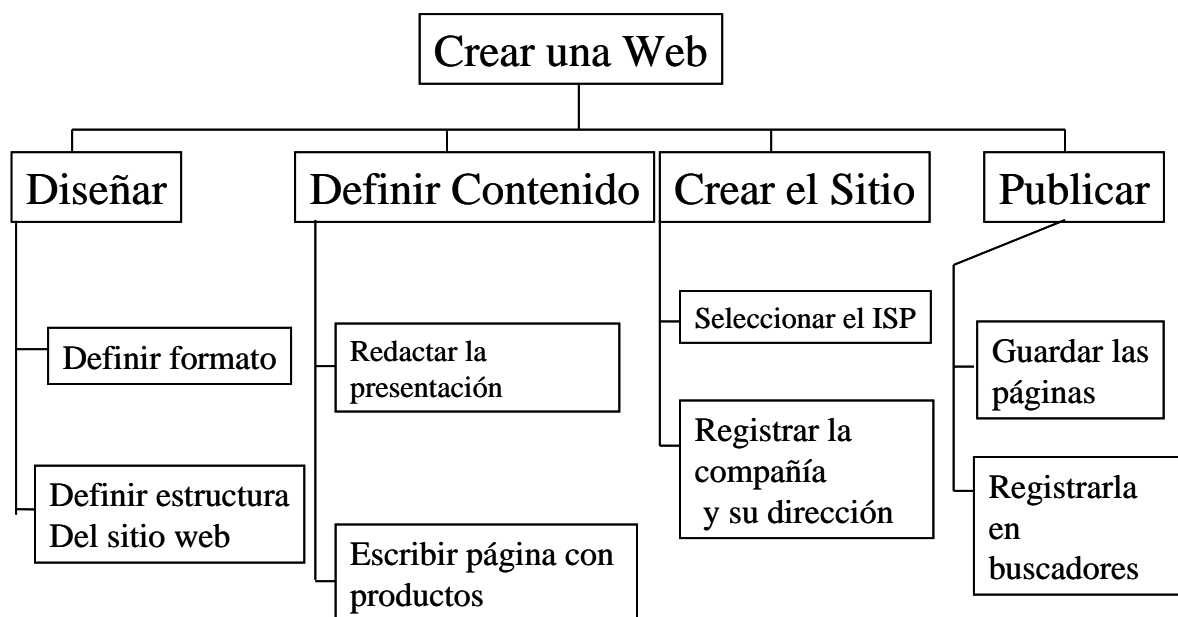 Crear una Web
Diseñar
Definir Contenido
Crear el Sitio
Publicar
Definir formato
Definir estructura
Del sitio web
Redactar la
presentación
Escribir página con
productos
Seleccionar el ISP
Registrar la
compañía
y su dirección
Guardar las
páginas
Registrarla
en
buscadores